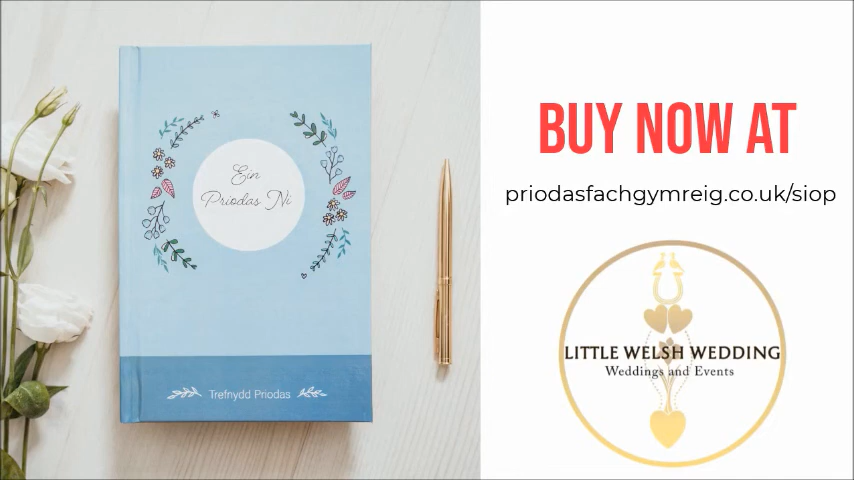 Ein
Priodas Ni
Trefnydd Priodas
BUY NOW AT
priodasfachgymreig.co.uk/siop
LITTLE WELSH WEDDING
Weddings and Events